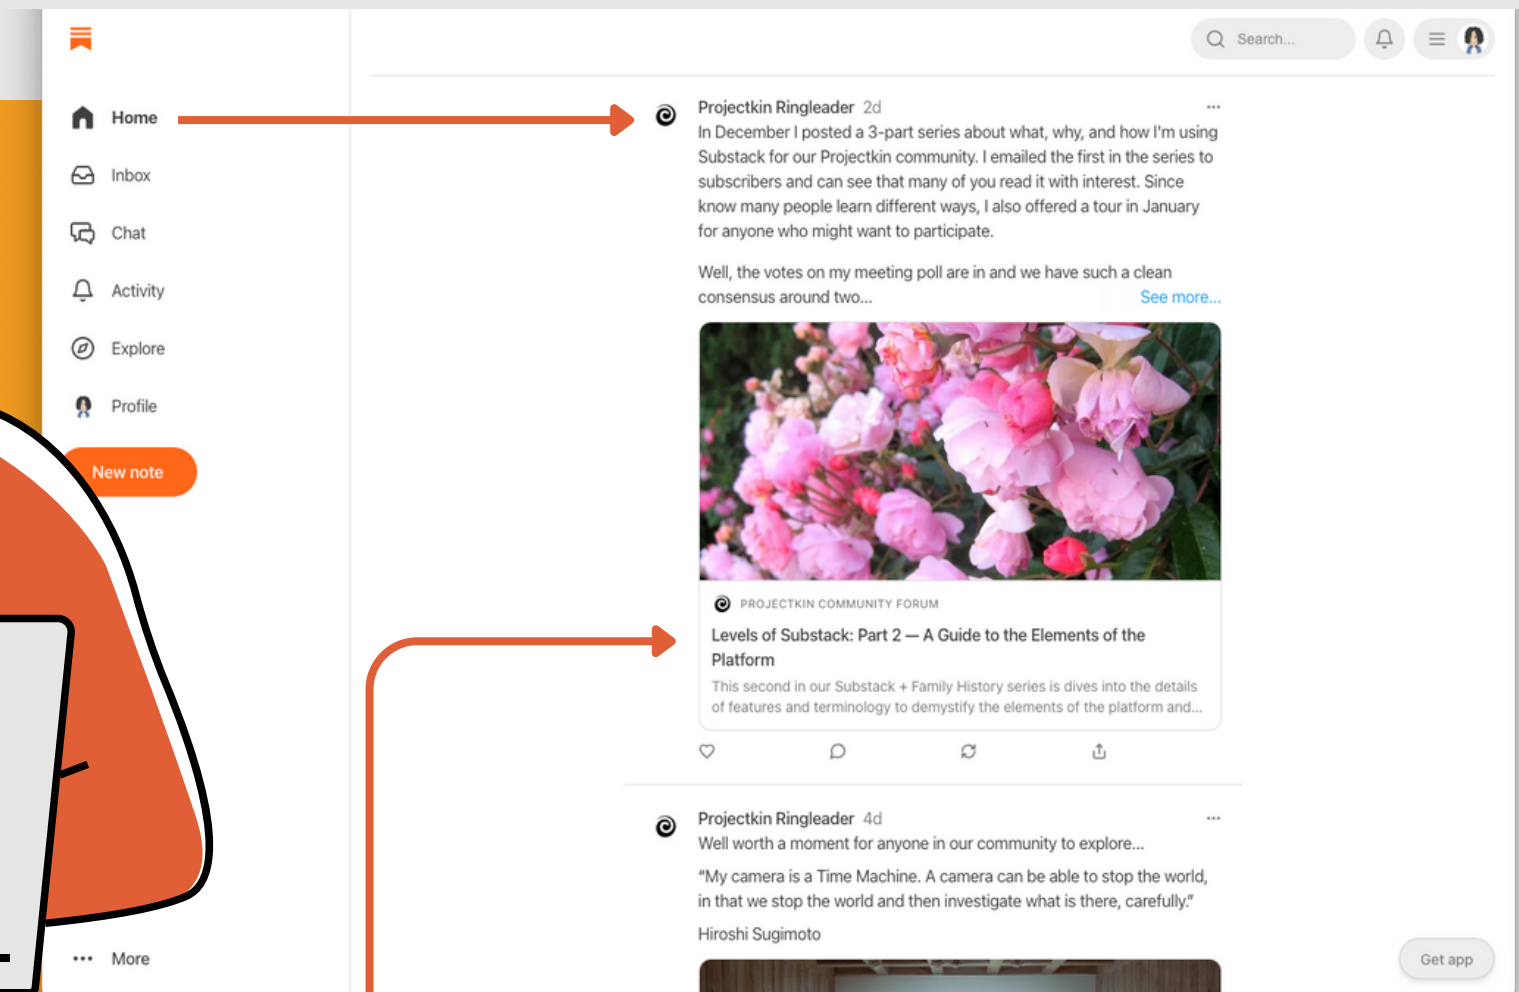 Search...
Home
Inbox
Chat
Activity
Explore
Profile
New note
More
Projectkin Ringleader 2d
In December I posted a 3-part series about what, why, and how I'm using
Substack for our Projectkin community. I emailed the first in the series to
subscribers and can see that many of you read it with interest. Since
know many people learn different ways, I also offered a tour in January
for anyone who might want to participate.
Well, the votes on my meeting poll are in and we have such a clean
consensus around two...
See more...
PROJECTKIN COMMUNITY FORUM
Levels of Substack: Part 2 — A Guide to the Elements of the
Platform
This second in our Substack + Family History series is dives into the details
of features and terminology to demystify the elements of the platform and...
Projectkin Ringleader 4d
Well worth a moment for anyone in our community to explore...
“My camera is a Time Machine. A camera can be able to stop the world,
in that we stop the world and then investigate what is there, carefully.”
Hiroshi Sugimoto
Get app